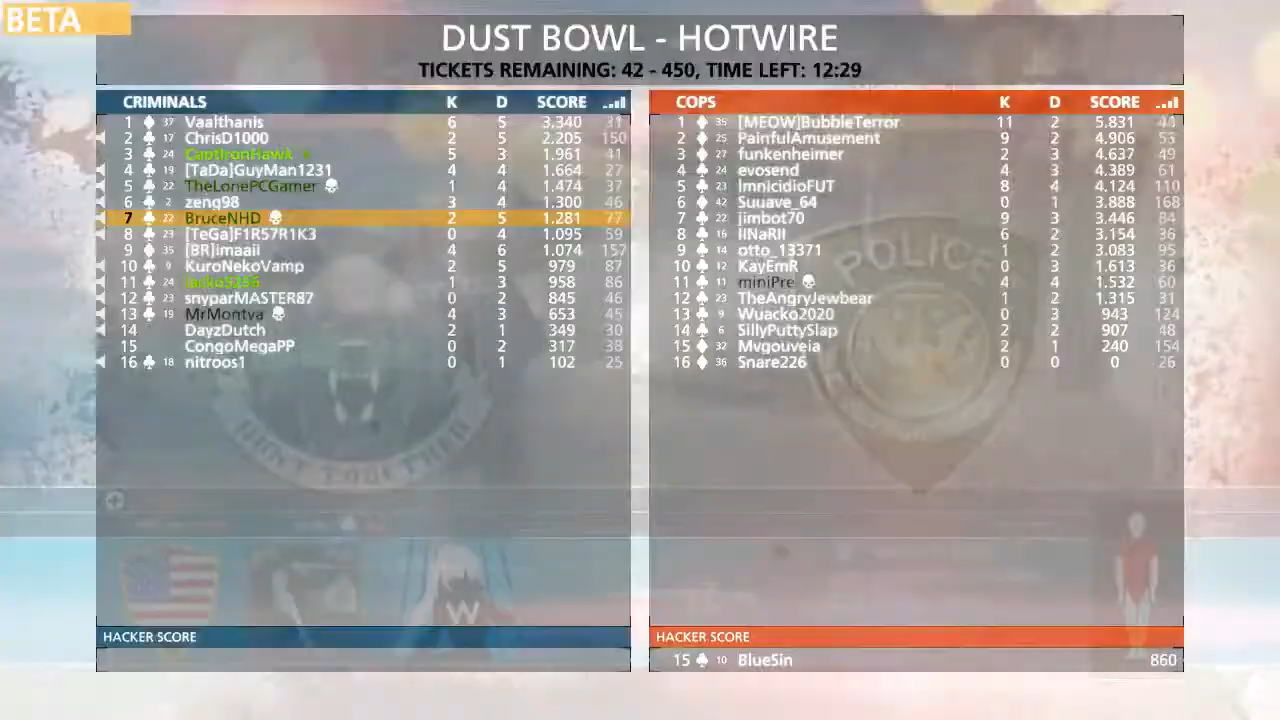 BETA
DUST BOWL - HOTWIRE
TICKETS REMAINING: 42 - 450, TIME LEFT: 12:29
CRIMINALS K D SCORE
1 37 Vaalthanis 6 5 3.340 31
2 17 ChrisD1000 2 5 2.205 150
3 24 CaptIronHawk 5 3 1.961 41
4 19 [TaDa]GuyMan1231 4 4 1.664 27
5 22 TheLonePCGamer 1 4 1.474 37
6 2 zeng98 3 4 1.300 46
7 22 BruceNHD 2 5 1.281 77
8 23 [TeGa]F1R57R1K3 0 4 1.095 59
9 35 [BR]imaaii 4 6 1.074 157
10 9 KuroNekoVamp 2 5 979 87
11 24 1 3 958 86
12 23 snyparMASTER87 0 2 845 46
13 19 MrMontva 4 3 653 45
14 DayzDutch 2 1 349 30
15 CongoMegaPP 0 2 317 38
16 18 nitroos1 0 1 102 25
HACKER SCORE
COPS K D SCORE
1 35 [MEOW]BubbleTerror 11 2 5.831 44
2 25 PainfulAmusement 9 2 4.906 53
3 27 funkenheimer 2 3 4.637 49
4 24 evosend 4 3 4.389 61
5 23 ImnicidioFUT 8 4 4.124 110
6 42 Suuave_64 0 1 3.888 168
7 22 jimbot70 9 3 3.446 84
8 16 IINaRII 6 3 3.154 36
9 14 otto_13371 1 2 3.083 95
10 12 KayEmR 0 3 1.613 36
11 11 miniPre 4 4 1.532 60
12 23 TheAngryJewbear 1 2 1.315 31
13 9 Wuacko2020 0 3 943 124
14 6 SillyPuttySlap 2 2 907 48
15 32 Mvgouveia 2 1 240 154
16 36 Snare226 0 0 0 26
POLICE
W
HACKER SCORE
15 10 BlueSin 860